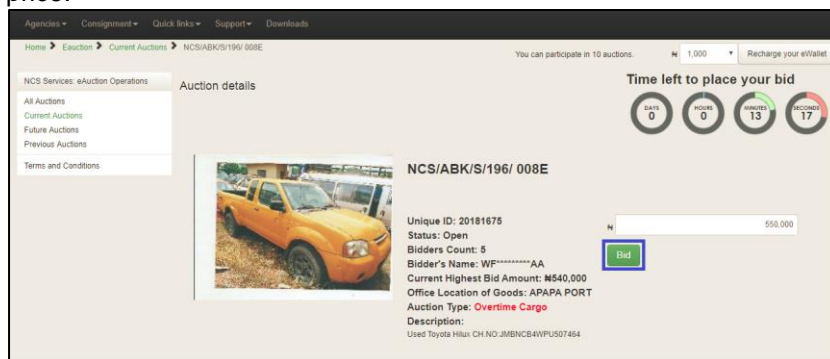 price.
Agencies Consignment Quick links Support Downloads
Home > Eauction > Current Auctions > NCS/ABK/S/196/ 008E
You can participate in 10 auctions. ₦ 1,000 Recharge your eWallet
NCS Services: eAuction Operations
All Auctions
Current Auctions
Future Auctions
Previous Auctions
Terms and Conditions
Auction details
Time left to place your bid
DAYS
0
HOURS
0
MINUTES
13
SECONDS
17
NCS/ABK/S/196/ 008E
Unique ID: 20181675
Status: Open
Bidders Count: 5
Bidder's Name: WF*********AA
Current Highest Bid Amount: ₦540,000
Office Location of Goods: APAPA PORT
Auction Type: Overtime Cargo
Description:
Used Toyota Hilux CH.NO:JMBNCB4WPU507464
₦ 550,000
Bid